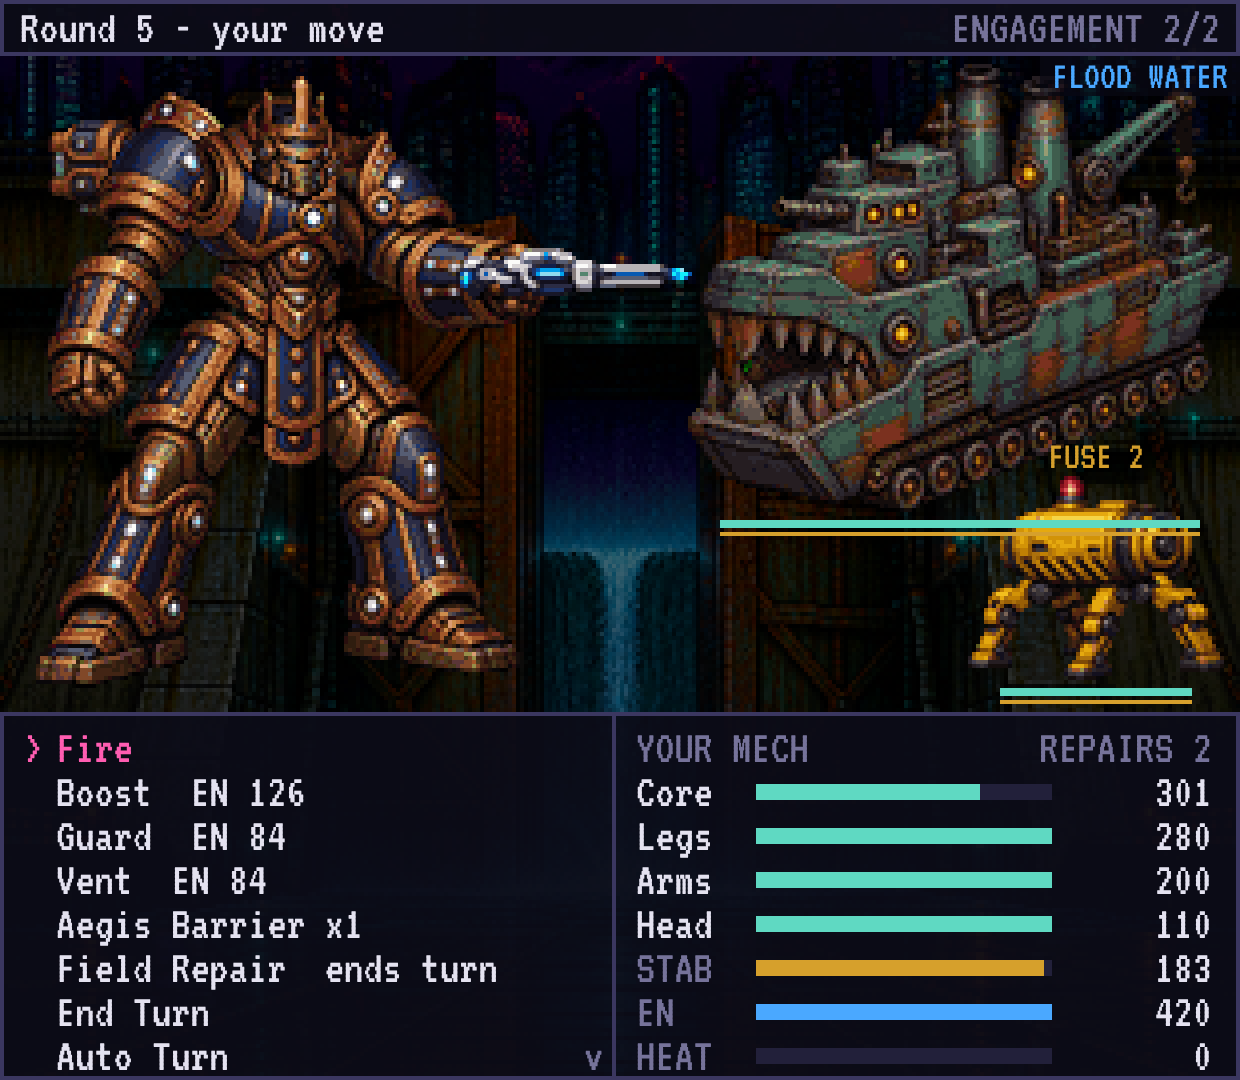 Round 5 - your move
ENGAGEMENT 2/2
FLOOD WATER
FUSE 2
> Fire
Boost EN 126
Guard EN 84
Vent EN 84
Aegis Barrier x1
Field Repair ends turn
End Turn
Auto Turn v
YOUR MECH REPAIRS 2
Core 301
Legs 280
Arms 200
Head 110
STAB 183
EN 420
HEAT 0